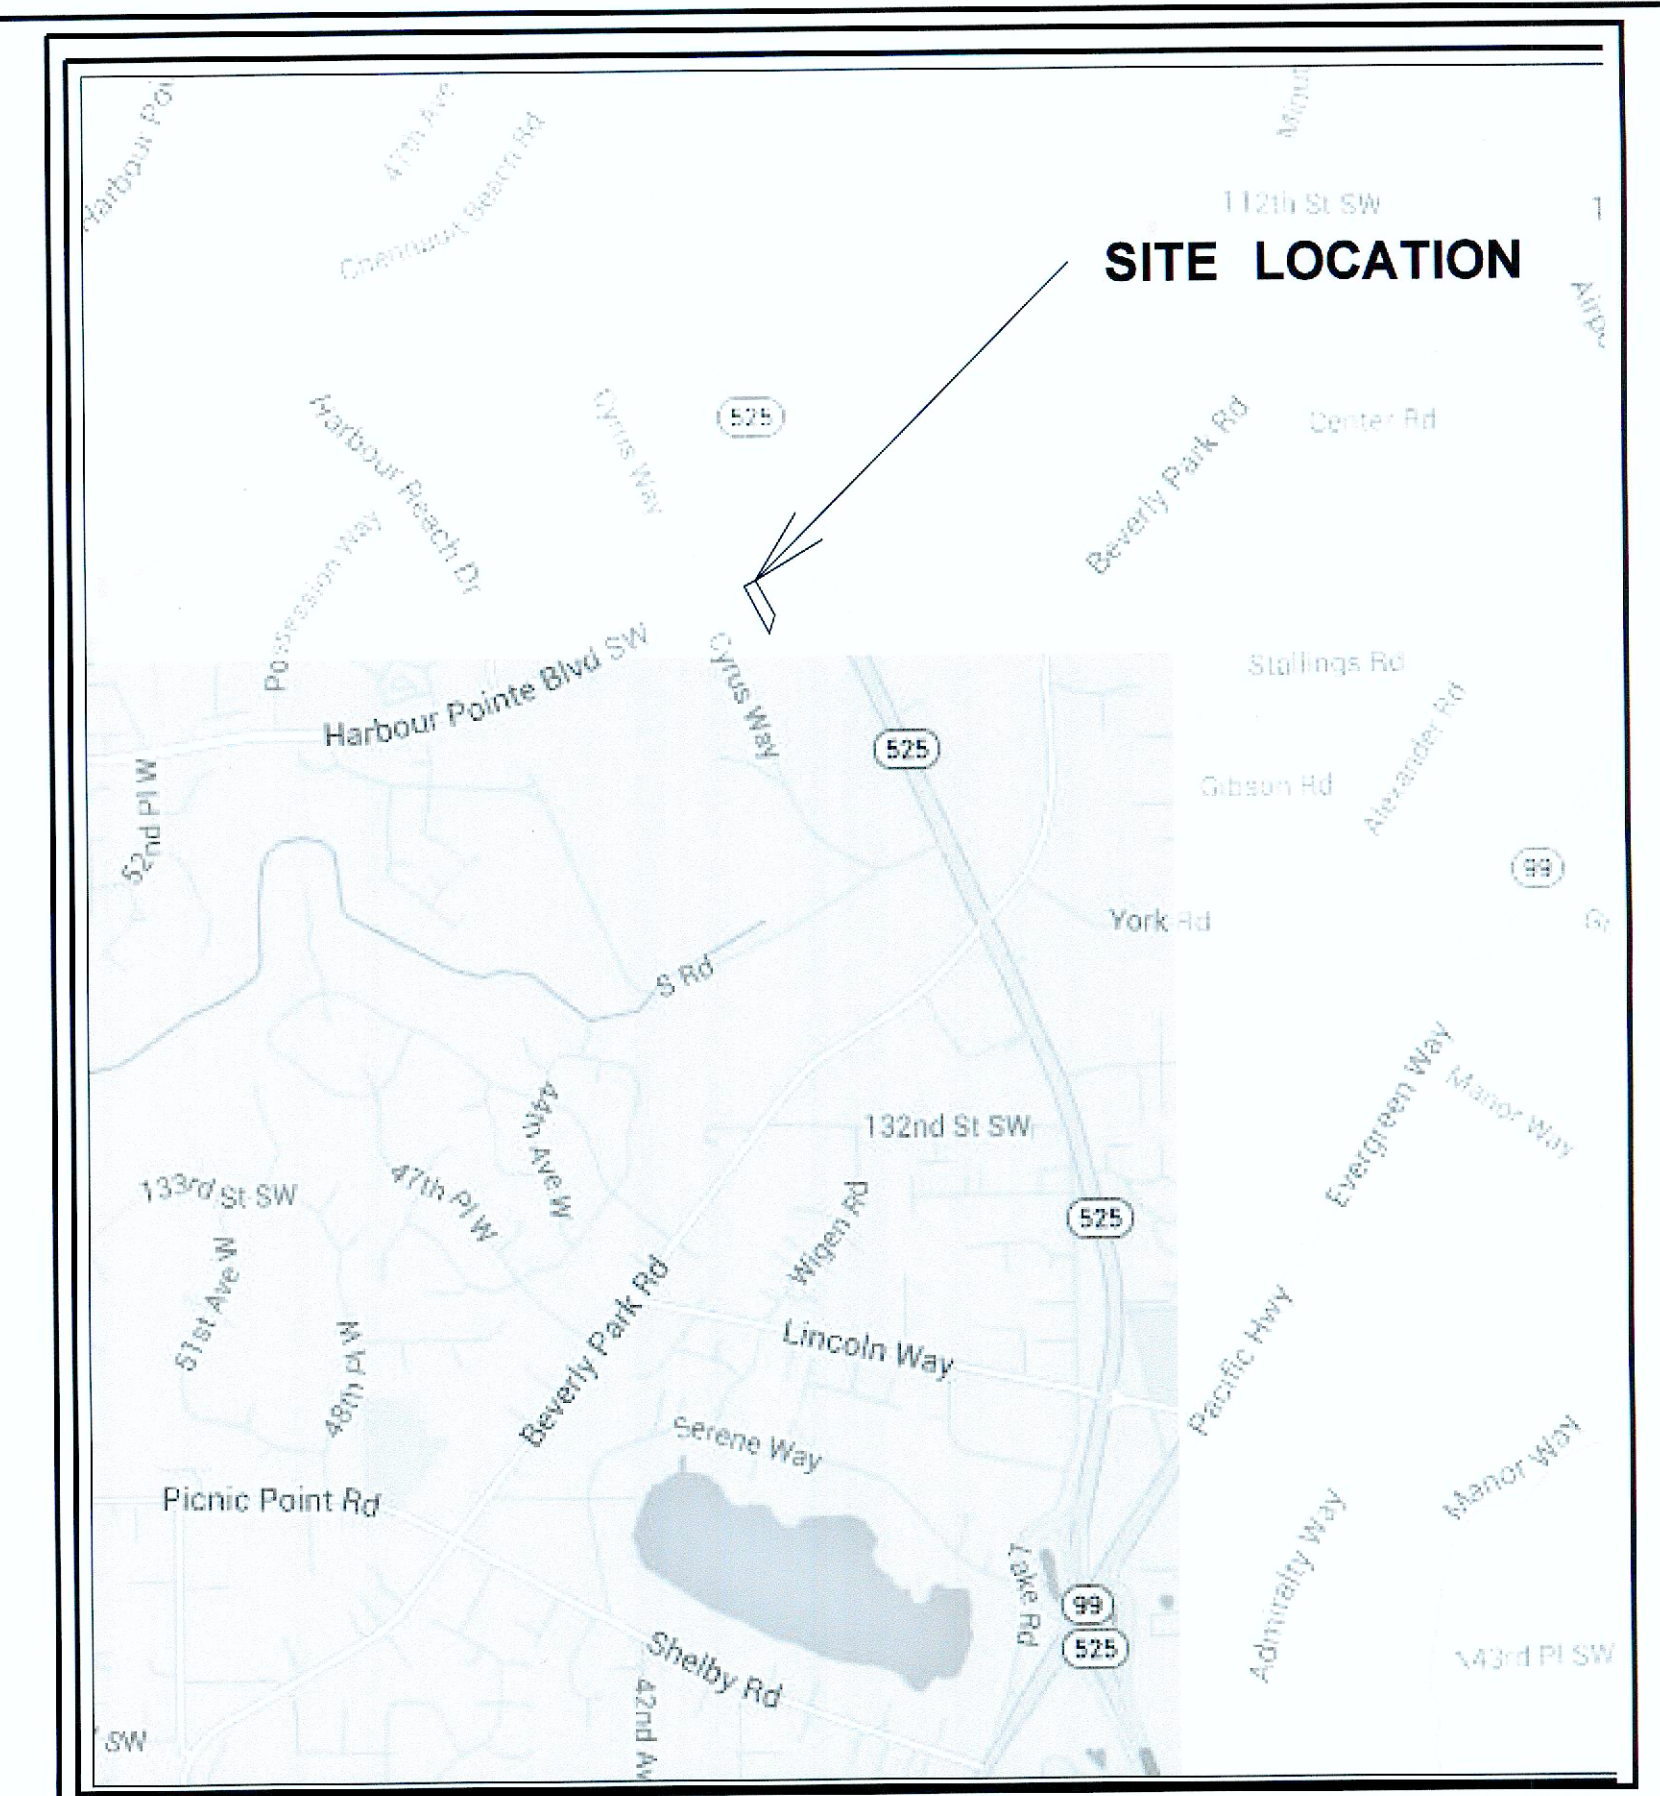 47th Ave
Beach Rd
112th St SW
SITE LOCATION
525
Harbour Reach Dr
Cyrus Way
Beverly Park Rd
Center Rd
Possession Way
Harbour Pointe Blvd SW
Cyrus Way
Stallings Rd
525
Alexander Rd
Gibson Rd
52nd Pl W
99
York Rd
S Rd
Evergreen Way
Manor Way
44th Ave W
132nd St SW
133rd St SW
47th Pl W
Wigen Rd
525
51st Ave W
Beverly Park Rd
Lincoln Way
Pacific Hwy
48th Pl W
Serene Way
Manor Way
Picnic Point Rd
Admiralty Way
Lake Rd
99
525
Shelby Rd
143rd Pl SW
42nd Av
SW